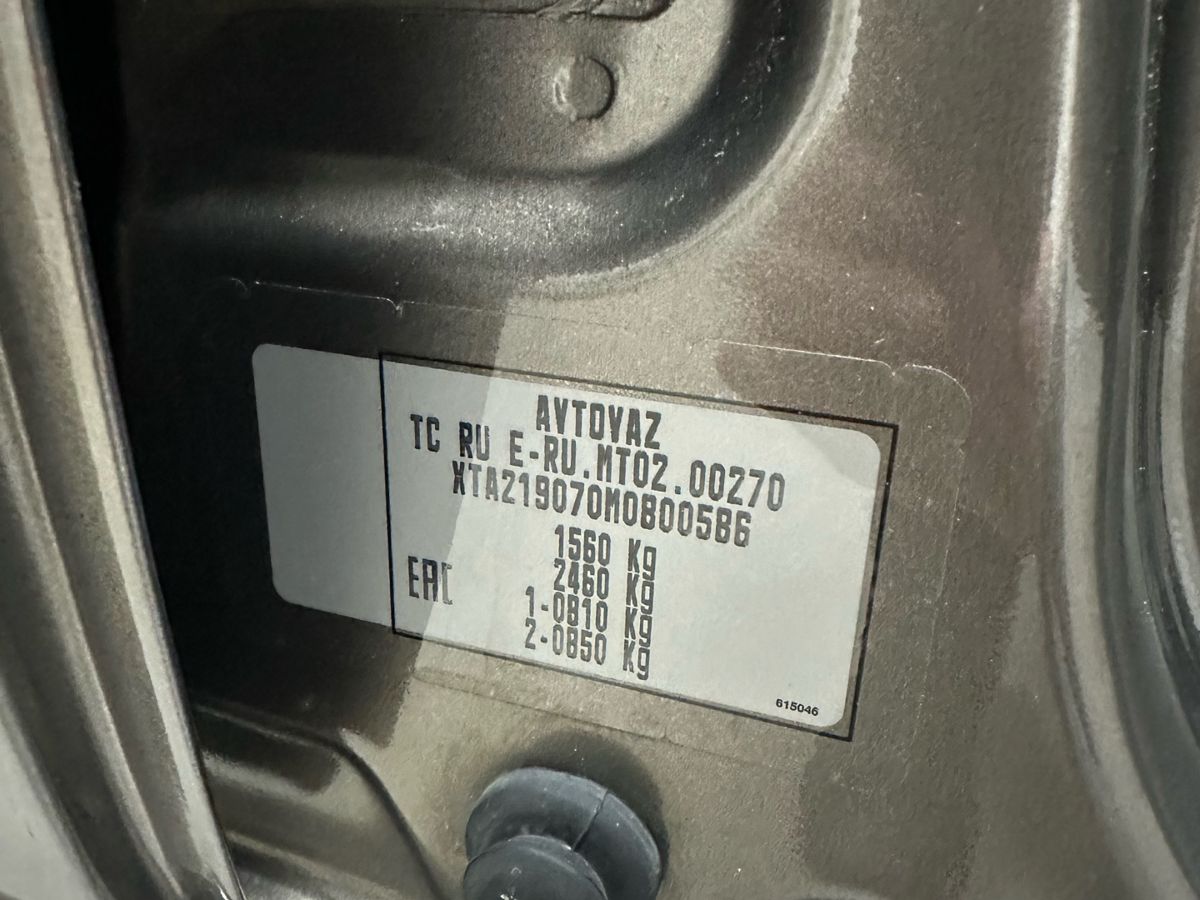 AVTOVAZ
TC RU E-RU.MT02.00270
XTA219070M0800586
1560 Kg
2460 Kg
1-0810 Kg
2-0850 Kg
EAC
615046